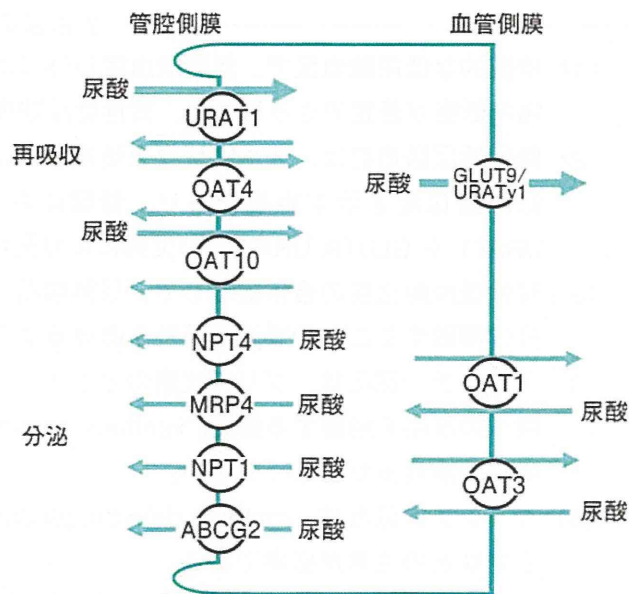 管腔側膜
血管側膜
尿酸
URAT1
再吸収
OAT4
尿酸
OAT10
尿酸
GLUT9/
URATv1
NPT4
尿酸
MRP4
尿酸
分泌
NPT1
尿酸
ABCG2
尿酸
OAT1
尿酸
OAT3
尿酸